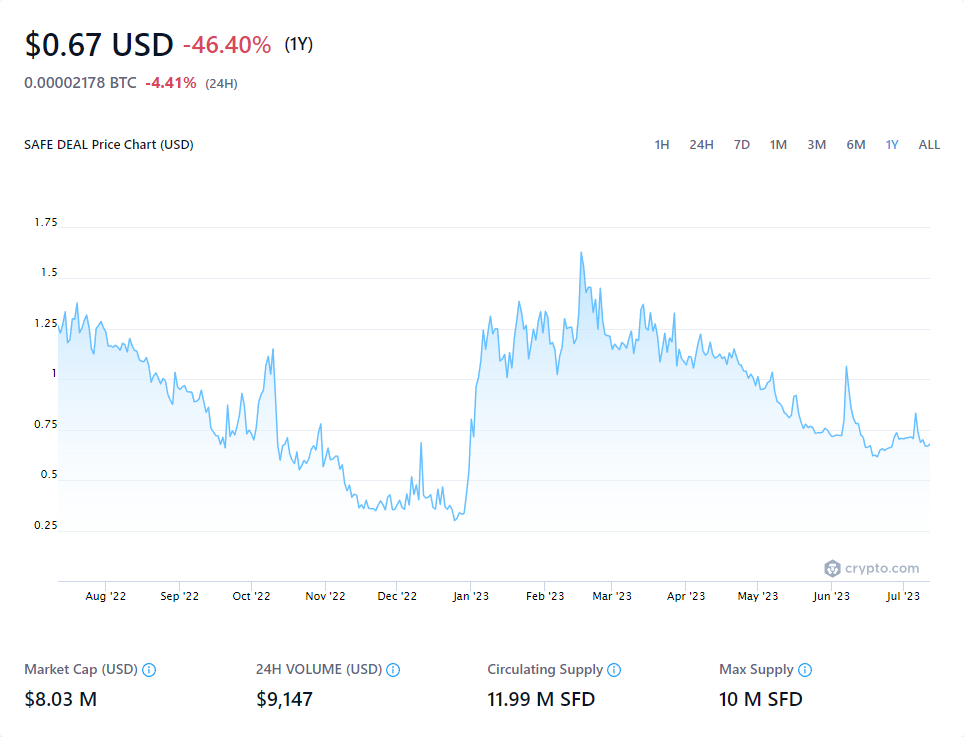 $0.67 USD -46.40% (1Y)
0.00002178 BTC -4.41% (24H)
SAFE DEAL Price Chart (USD) 1H 24H 7D 1M 3M 6M 1Y ALL
1.75
1.5
1.25
1
0.75
0.5
0.25
crypto.com
Aug '22 Sep '22 Oct '22 Nov '22 Dec '22 Jan '23 Feb '23 Mar '23 Apr '23 May '23 Jun '23 Jul '23
Market Cap (USD) 24H VOLUME (USD) Circulating Supply Max Supply
$8.03 M $9,147 11.99 M SFD 10 M SFD